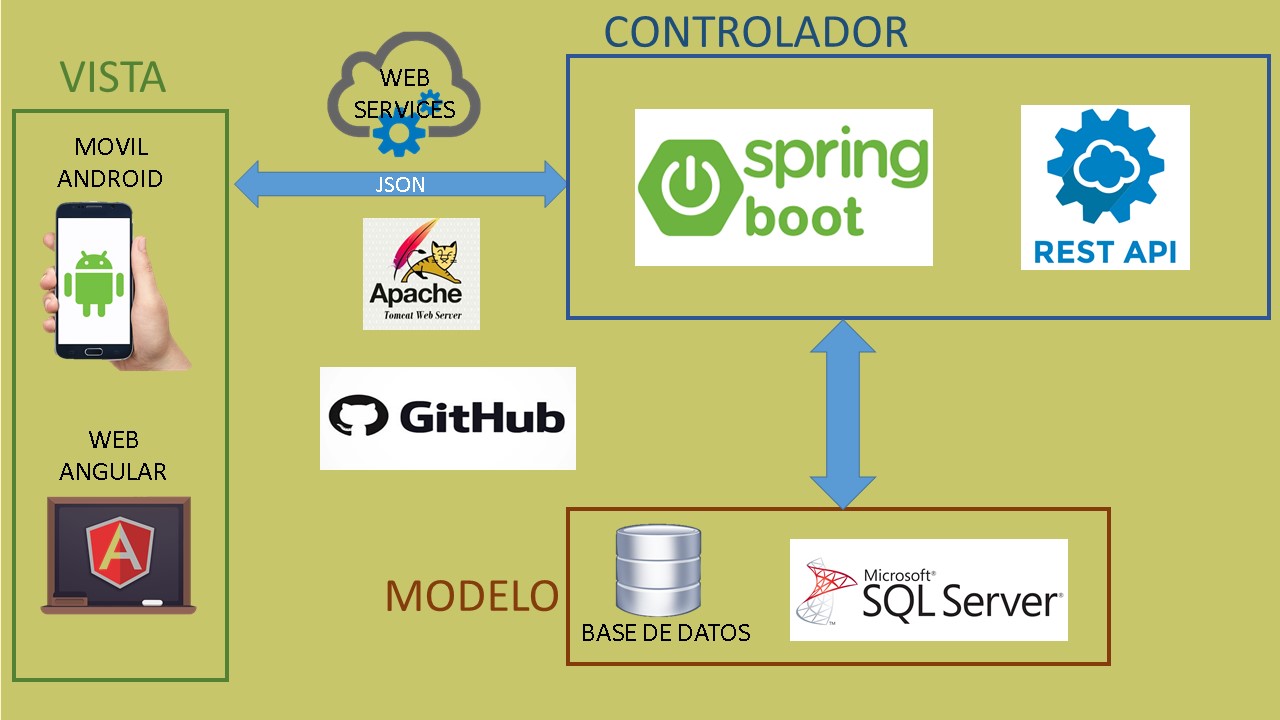 CONTROLADOR
VISTA
WEB
SERVICES
MOVIL
ANDROID
JSON
spring
boot
REST API
Apache
Tomcat Web Server
GitHub
WEB
ANGULAR
A
MODELO
BASE DE DATOS
Microsoft®
SQL Server®
TM